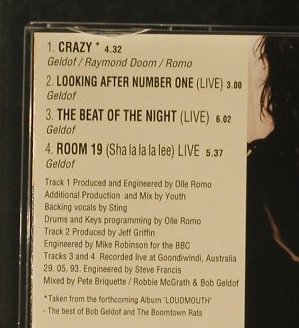 1. CRAZY * 4.32
Geldof / Raymond Doom / Romo
2. LOOKING AFTER NUMBER ONE (LIVE) 3.00
Geldof
3. THE BEAT OF THE NIGHT (LIVE) 6.02
Geldof
4. ROOM 19 (Sha la la la lee) LIVE 5.37
Geldof
Track 1 Produced and Engineered by Olle Romo
Additional Production and Mix by Youth
Backing vocals by Sting
Drums and Keys programming by Olle Romo
Track 2 Produced by Jeff Griffin
Engineered by Mike Robinson for the BBC
Tracks 3 and 4 Recorded live at Goondiwindi, Australia
29. 05. 93. Engineered by Steve Francis
Mixed by Pete Briquette / Robbie McGrath & Bob Geldof
*Taken from the forthcoming Album 'LOUDMOUTH'
- The best of Bob Geldof and The Boomtown Rats